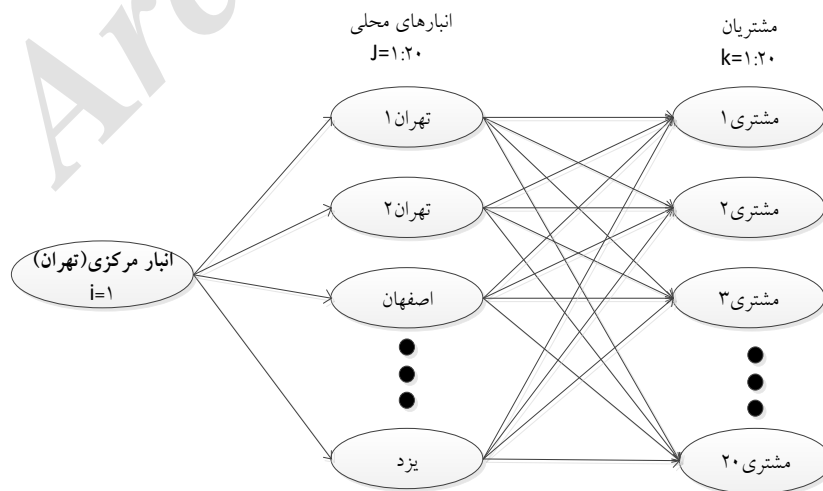 انبارهای محلی
J=۱:۲۰
مشتریان
k=۱:۲۰
تهران۱
مشتری۱
تهران۲
مشتری۲
انبار مرکزی(تهران)
i=۱
اصفهان
مشتری۳
یزد
مشتری۲۰
Arc